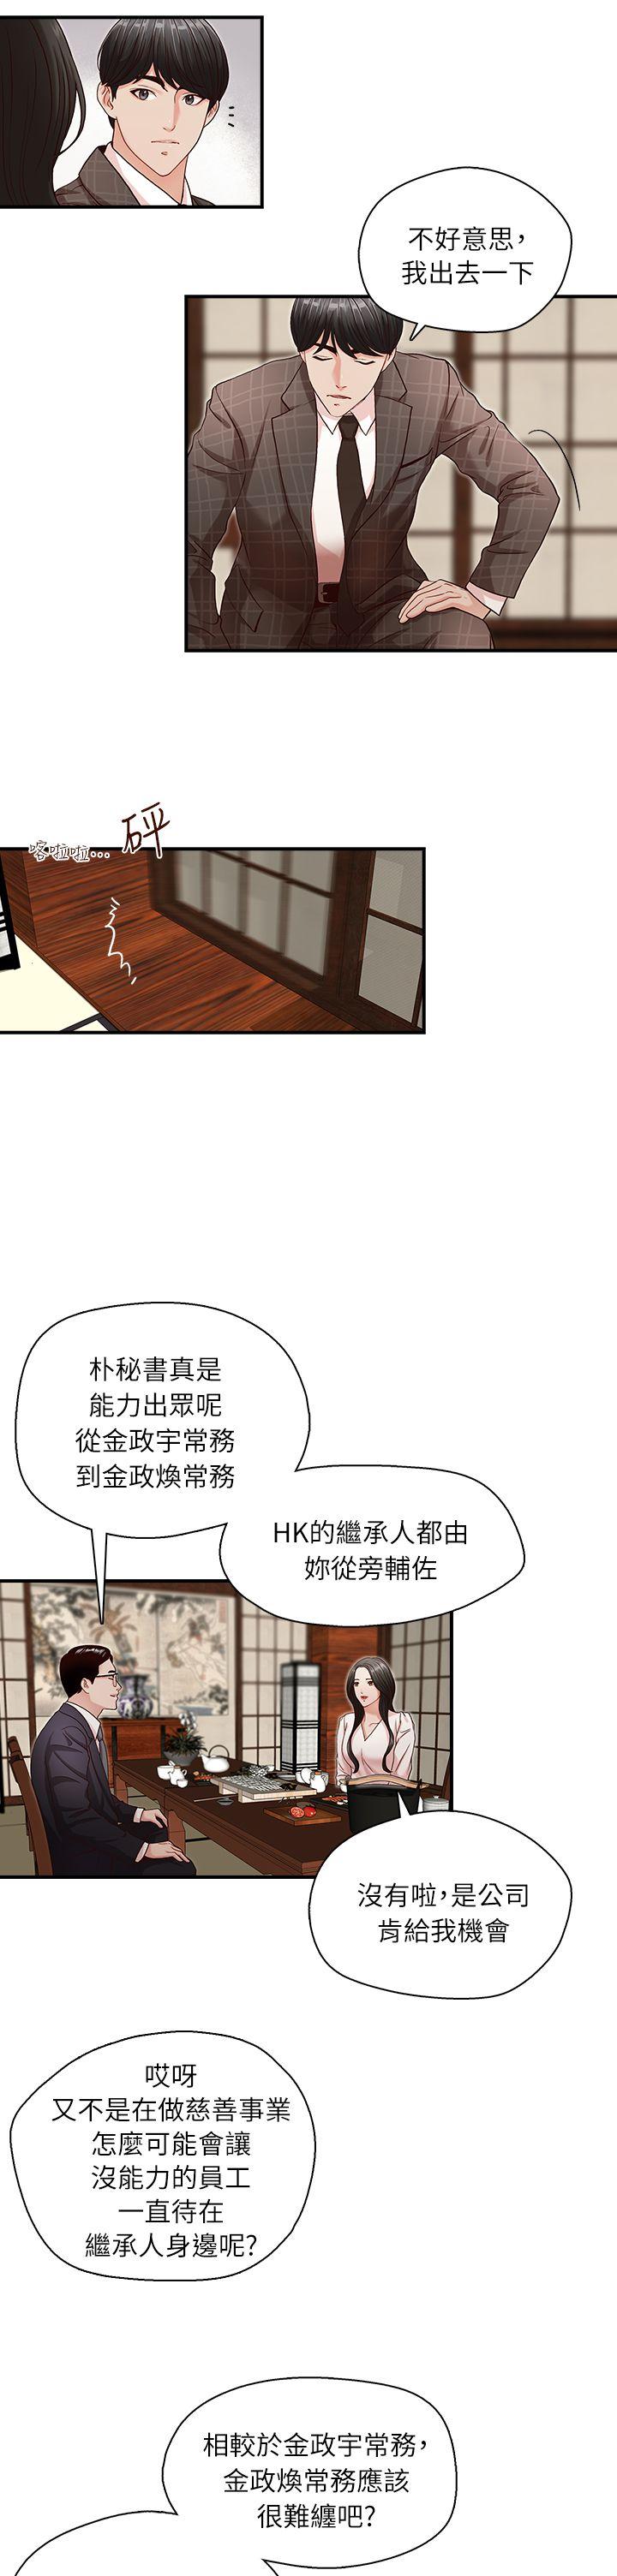 不好意思，
我出去一下
砰
喀啦啦…
朴秘書真是
能力出眾呢
從金政宇常務
到金政煥常務
HK的繼承人都由
妳從旁輔佐
沒有啦，是公司
肯給我機會
哎呀
又不是在做慈善事業
怎麼可能會讓
沒能力的員工
一直待在
繼承人身邊呢?
相較於金政宇常務，
金政煥常務應該
很難纏吧?